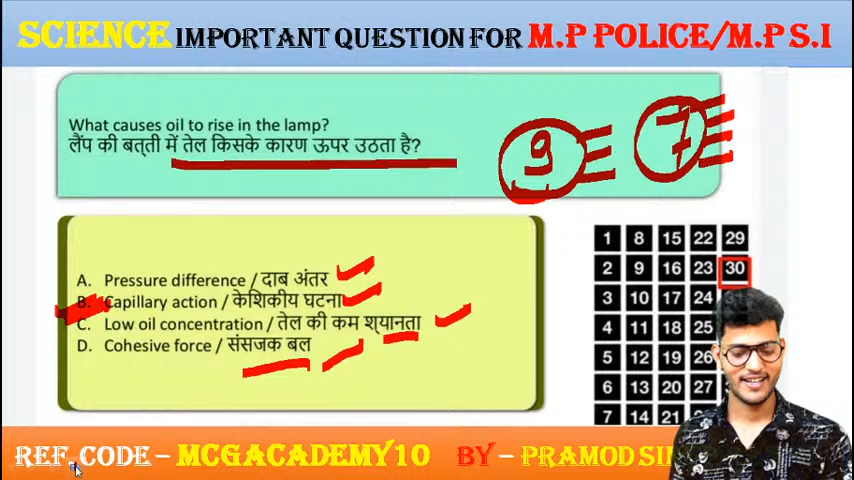 SCIENCE IMPORTANT QUESTION FOR M.P POLICE/M.P S.I
What causes oil to rise in the lamp?
लैंप की बत्ती में तेल किसके कारण ऊपर उठता है?
9 7
A. Pressure difference / दाब अंतर
B. Capillary action / केशिकीय घटना
C. Low oil concentration / तेल की कम श्यानता
D. Cohesive force / संसजक बल
1 8 15 22 29
2 9 16 23 30
3 10 17 24 31
4 11 18 25
5 12 19 26
6 13 20 27
7 14 21
REF. CODE – MCGACADEMY10 BY – PRAMOD